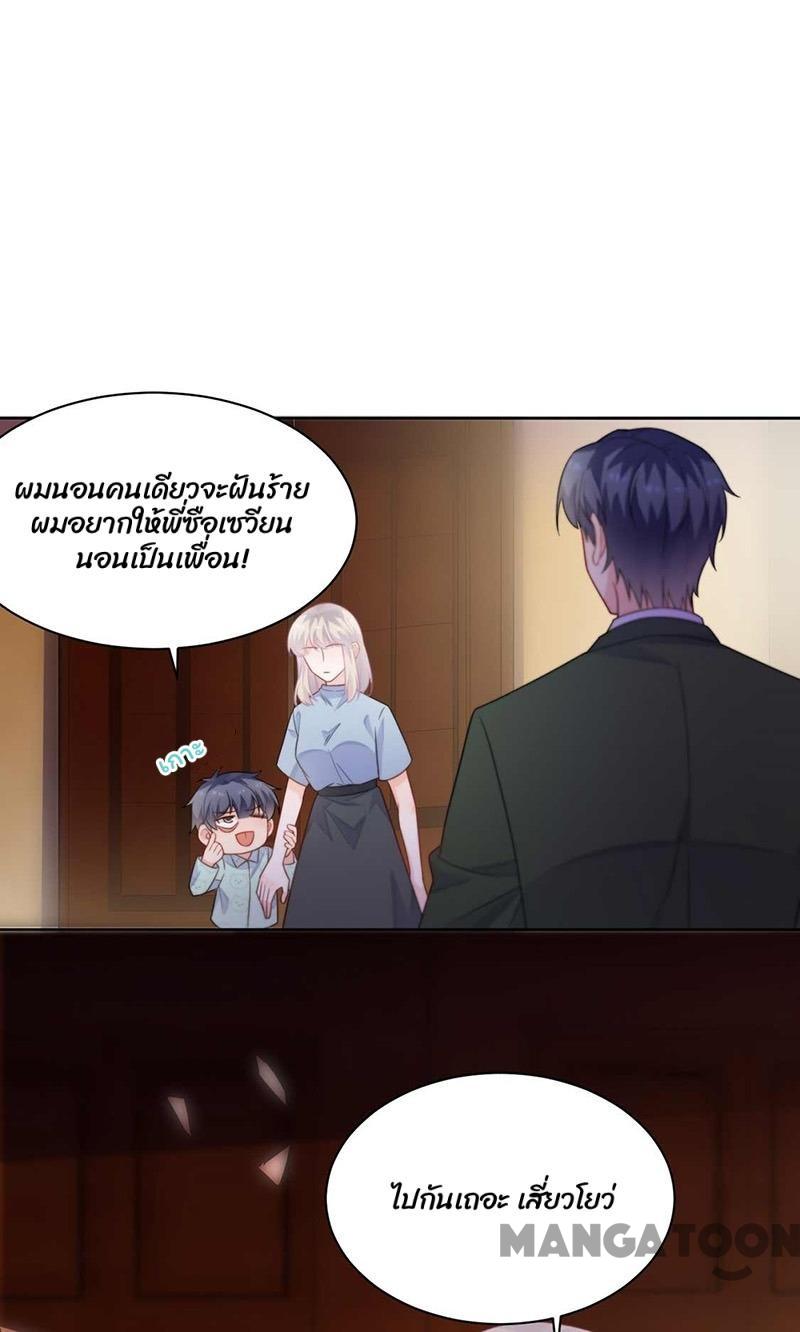 ผมนอนคนเดียวจะฝันร้าย
ผมอยากให้พี่ซือเซวียน
นอนเป็นเพื่อน!
เกาะ
ไปกันเถอะ เสี่ยวโยว่
MANGATOON